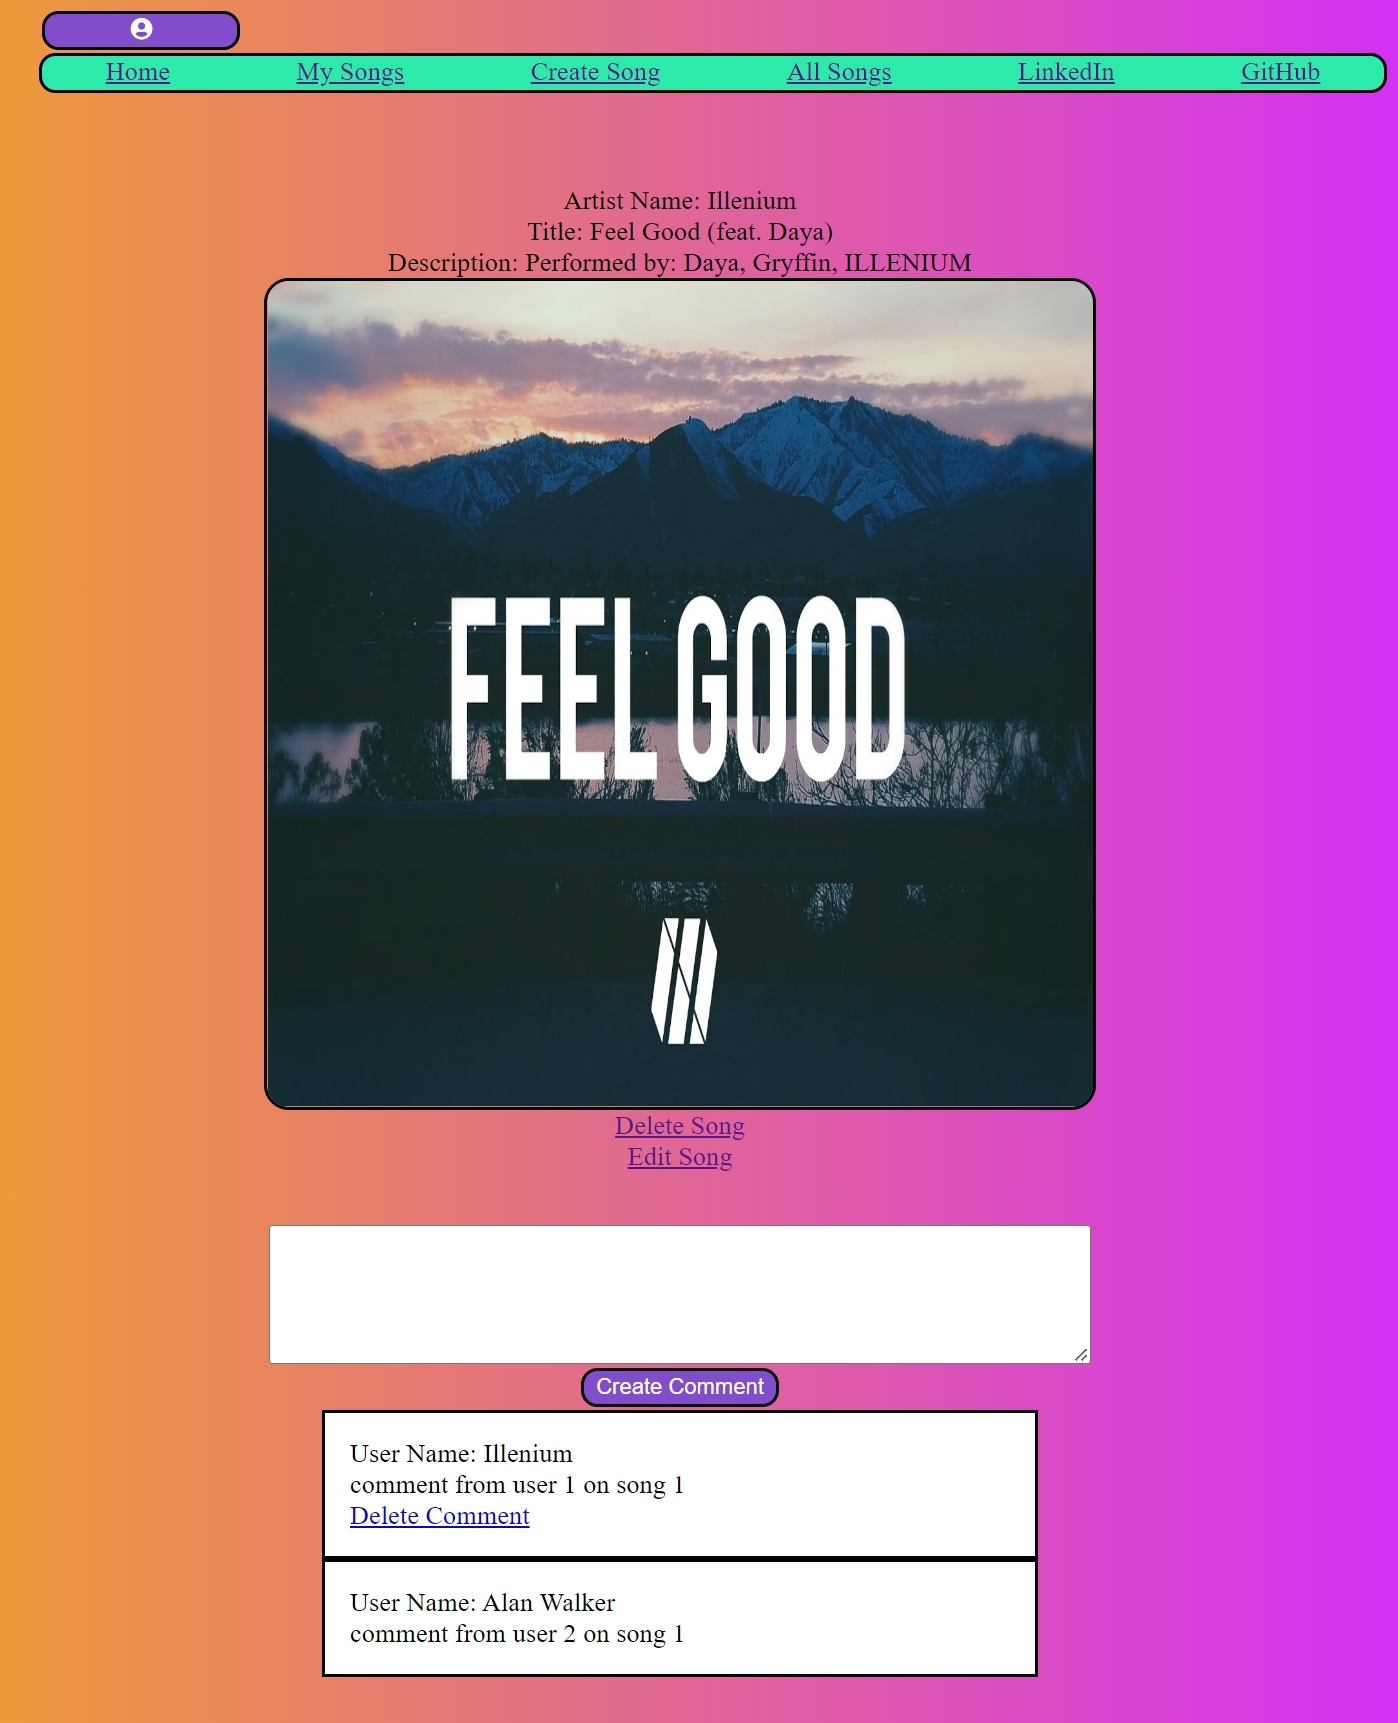 Home My Songs Create Song All Songs LinkedIn GitHub
Artist Name: Illenium
Title: Feel Good (feat. Daya)
Description: Performed by: Daya, Gryffin, ILLENIUM
FEEL GOOD
Delete Song
Edit Song
Create Comment
User Name: Illenium
comment from user 1 on song 1
Delete Comment
User Name: Alan Walker
comment from user 2 on song 1